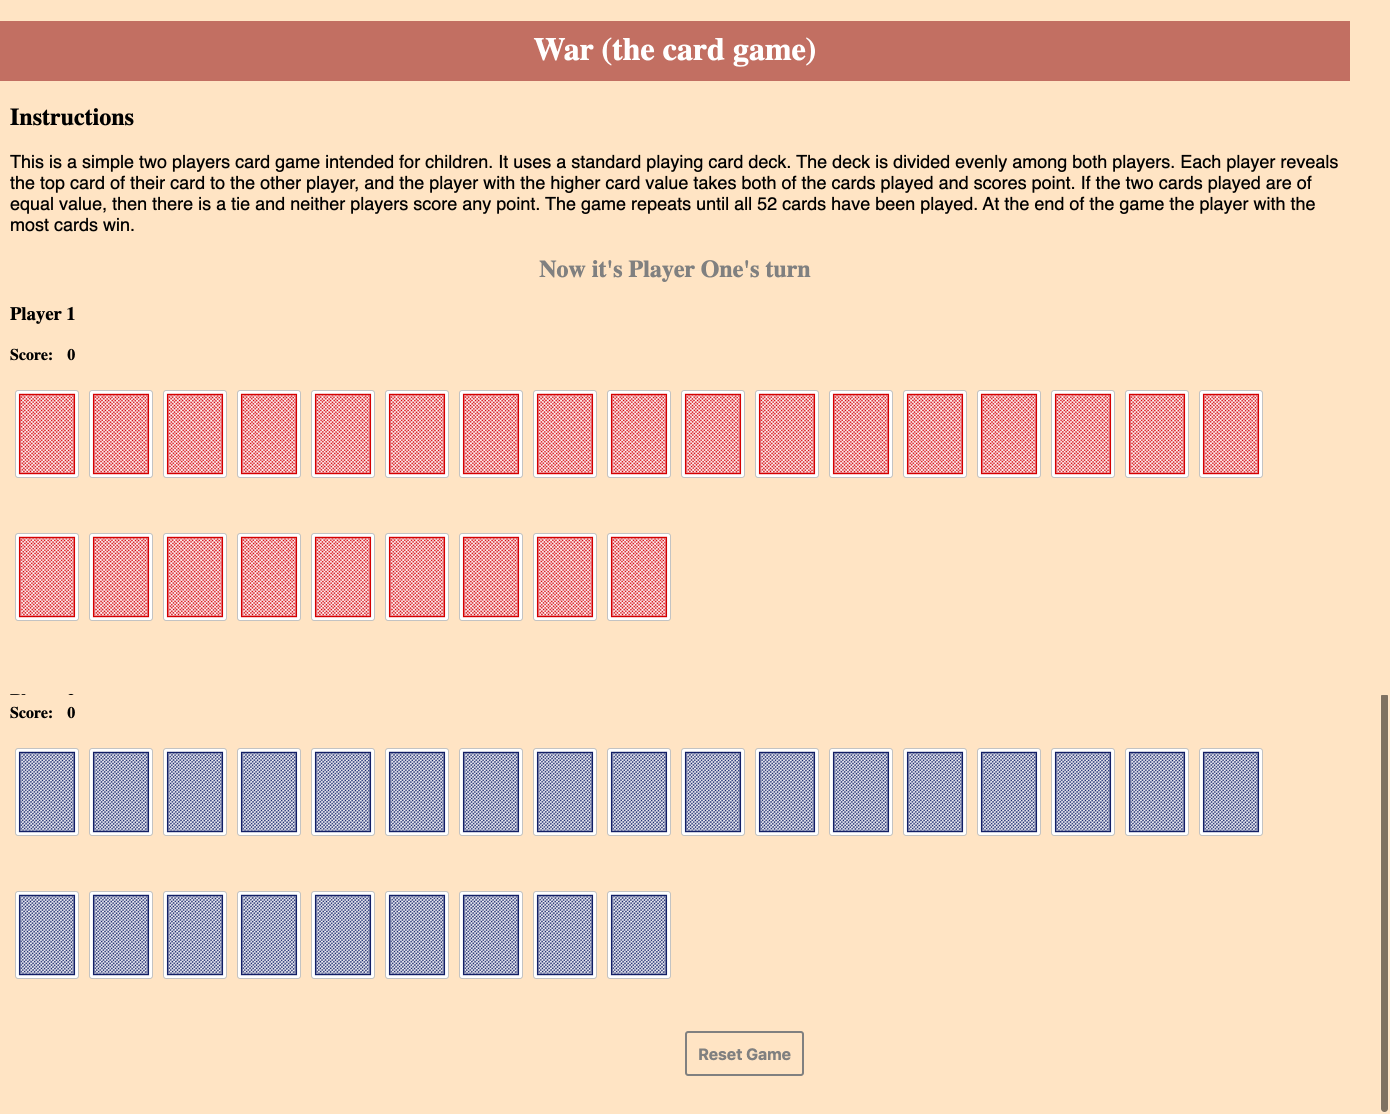 War (the card game)
Instructions
This is a simple two players card game intended for children. It uses a standard playing card deck. The deck is divided evenly among both players. Each player reveals
the top card of their card to the other player, and the player with the higher card value takes both of the cards played and scores point. If the two cards played are of
equal value, then there is a tie and neither players score any point. The game repeats until all 52 cards have been played. At the end of the game the player with the
most cards win.
Now it's Player One's turn
Player 1
Score: 0
Score: 0
Reset Game